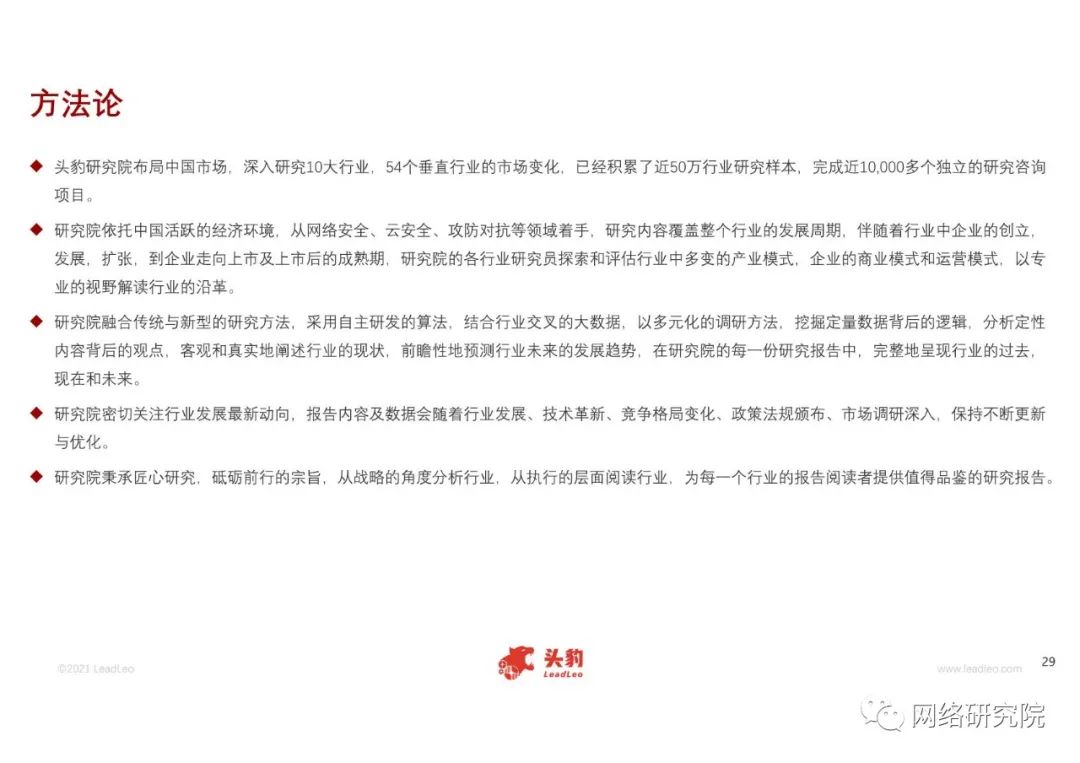 方法论
◆ 头豹研究院布局中国市场，深入研究10大行业，54个垂直行业的市场变化，已经积累了近50万行业研究样本，完成近10,000多个独立的研究咨询
项目。
◆ 研究院依托中国活跃的经济环境，从网络安全、云安全、攻防对抗等领域着手，研究内容覆盖整个行业的发展周期，伴随着行业中企业的创立，
发展，扩张，到企业走向上市及上市后的成熟期，研究院的各行业研究员探索和评估行业中多变的产业模式，企业的商业模式和运营模式，以专
业的视野解读行业的沿革。
◆ 研究院融合传统与新型的研究方法，采用自主研发的算法，结合行业交叉的大数据，以多元化的调研方法，挖掘定量数据背后的逻辑，分析定性
内容背后的观点，客观和真实地阐述行业的现状，前瞻性地预测行业未来的发展趋势，在研究院的每一份研究报告中，完整地呈现行业的过去，
现在和未来。
◆ 研究院密切关注行业发展最新动向，报告内容及数据会随着行业发展、技术革新、竞争格局变化、政策法规颁布、市场调研深入，保持不断更新
与优化。
◆ 研究院秉承匠心研究，砥砺前行的宗旨，从战略的角度分析行业，从执行的层面阅读行业，为每一个行业的报告阅读者提供值得品鉴的研究报告。
©2021 LeadLeo
头豹
LeadLeo
www.leadleo.com
29
网络研究院